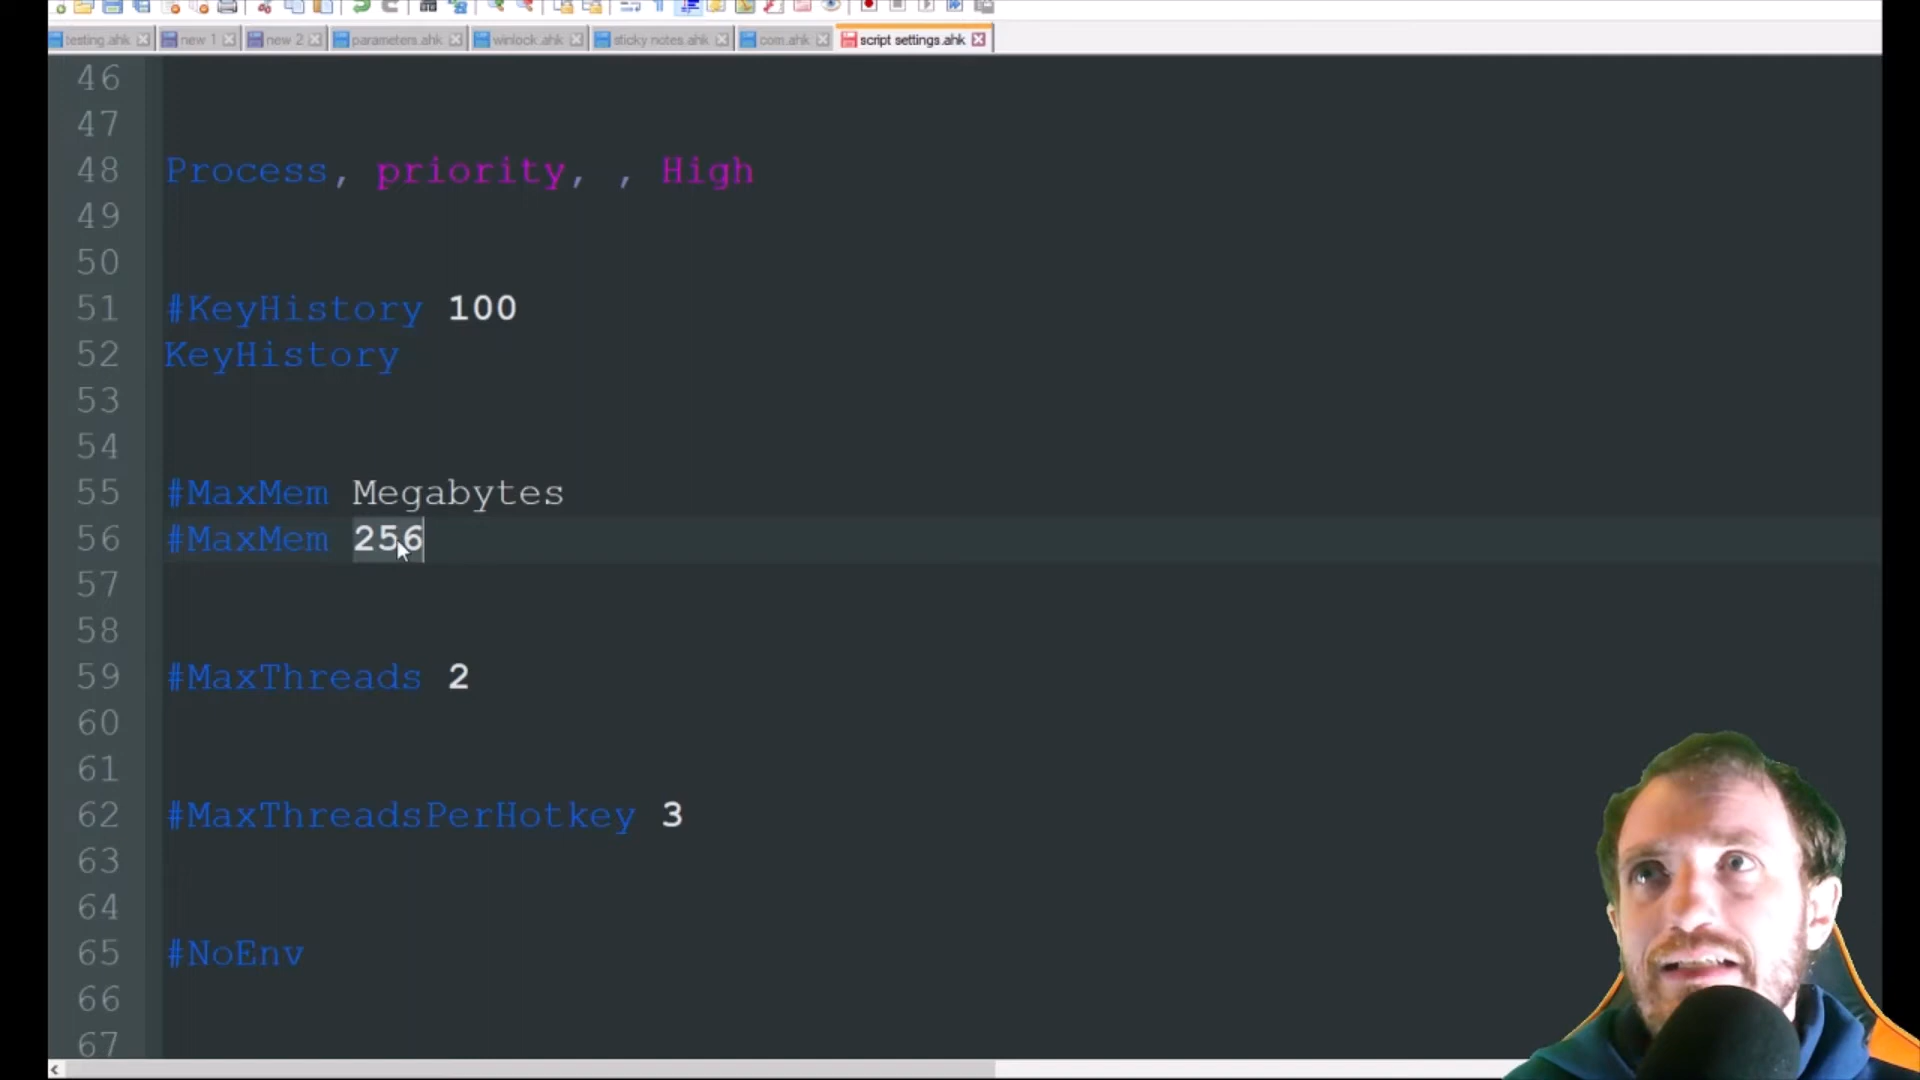 testing.ahk new 1 new 2 parameters.ahk winlock.ahk sticky notes.ahk com.ahk script settings.ahk
46
47
48 Process, priority, , High
49
50
51 #KeyHistory 100
52 KeyHistory
53
54
55 #MaxMem Megabytes
56 #MaxMem 256
57
58
59 #MaxThreads 2
60
61
62 #MaxThreadsPerHotkey 3
63
64
65 #NoEnv
66
67